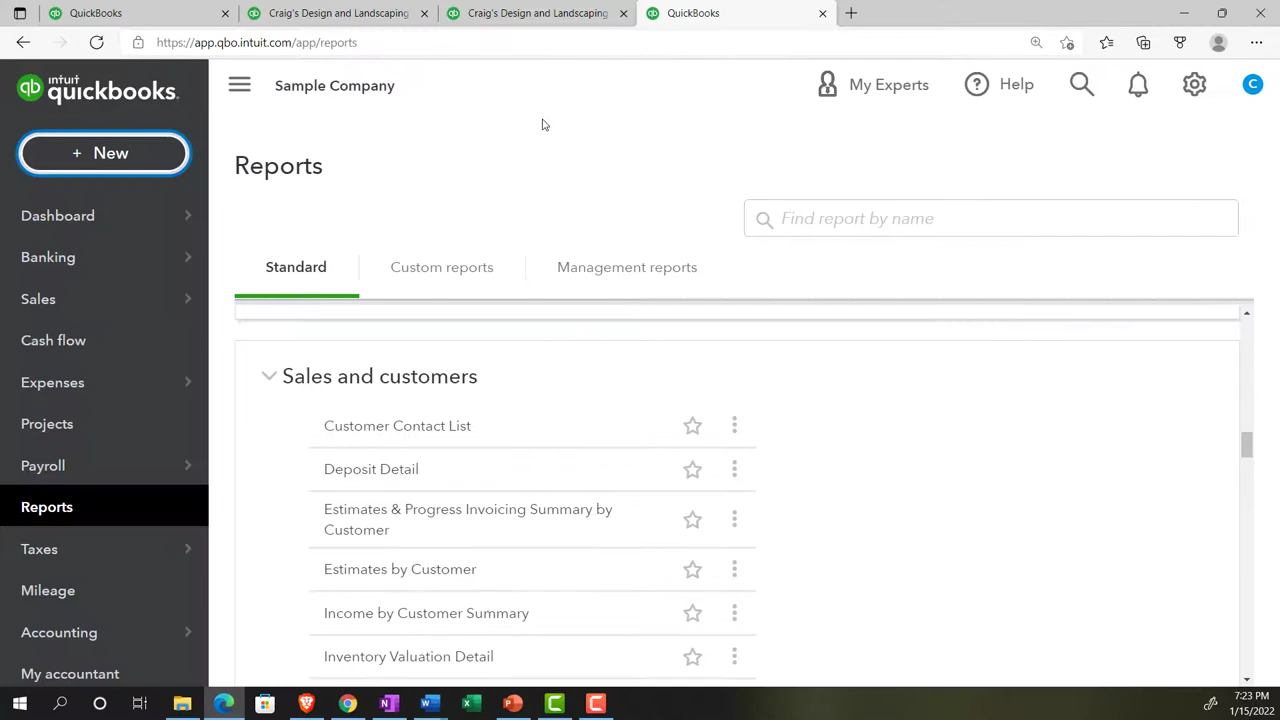 QuickBooks
Craig's Design and Landscaping
Craig's Design and Landscaping
QuickBooks
https://app.qbo.intuit.com/app/reports
intuit quickbooks.
Sample Company
My Experts
Help
C
+ New
Reports
Find report by name
Dashboard
Banking
Sales
Cash flow
Expenses
Projects
Payroll
Reports
Taxes
Mileage
Accounting
My accountant
Standard
Custom reports
Management reports
Sales and customers
Customer Contact List
Deposit Detail
Estimates & Progress Invoicing Summary by
Customer
Estimates by Customer
Income by Customer Summary
Inventory Valuation Detail
7:23 PM
1/15/2022